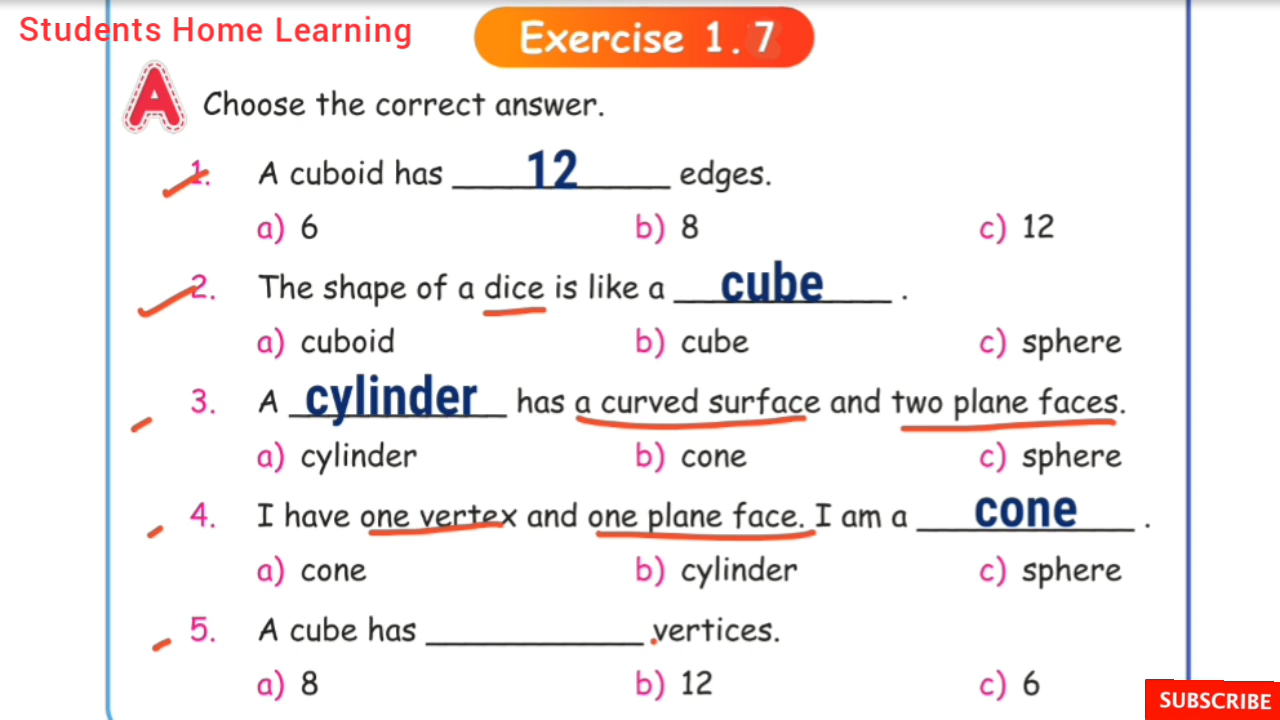 Students Home Learning
Exercise 1.7
A
Choose the correct answer.
1. A cuboid has 12 edges.
a) 6 b) 8 c) 12
2. The shape of a dice is like a cube .
a) cuboid b) cube c) sphere
3. A cylinder has a curved surface and two plane faces.
a) cylinder b) cone c) sphere
4. I have one vertex and one plane face. I am a cone .
a) cone b) cylinder c) sphere
5. A cube has ____________ vertices.
a) 8 b) 12 c) 6
SUBSCRIBE